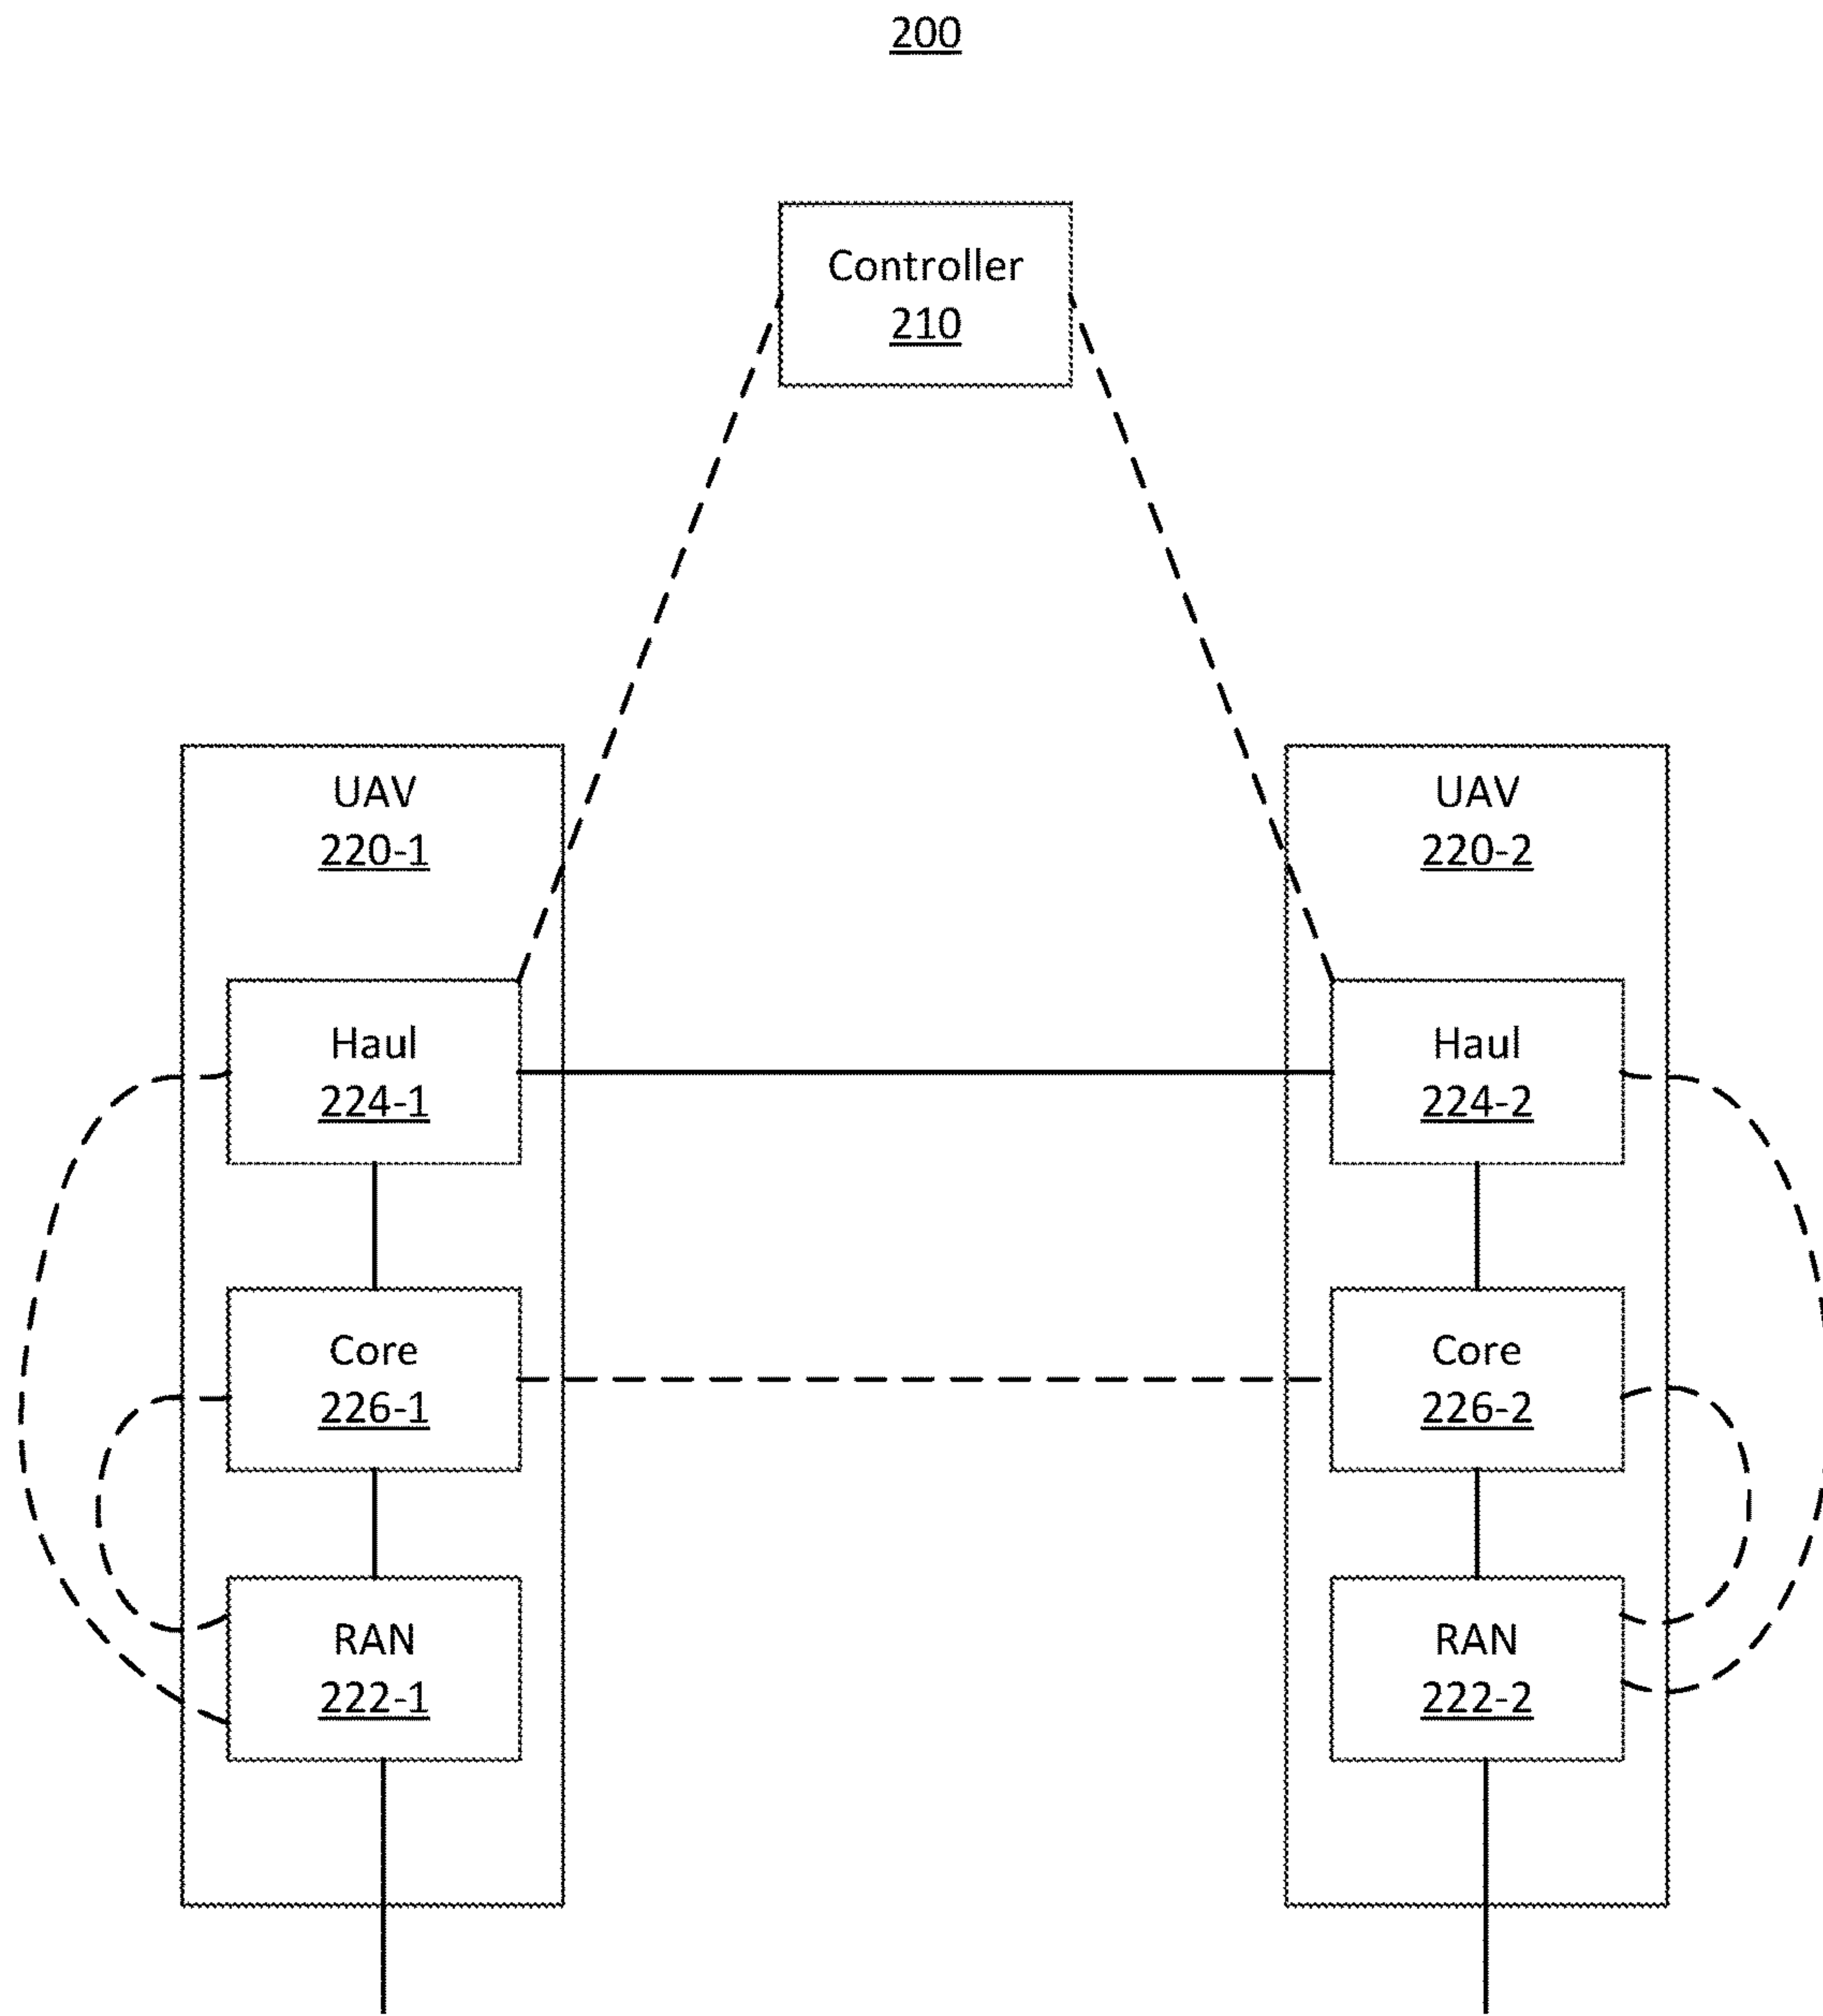 200
Controller
210
UAV
220-1
Haul
224-1
Core
226-1
RAN
222-1
UAV
220-2
Haul
224-2
Core
226-2
RAN
222-2